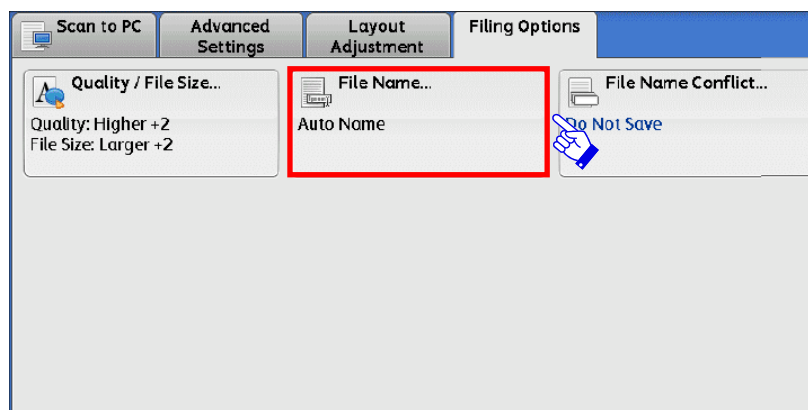 Scan to PC
Advanced
Settings
Layout
Adjustment
Filing Options
Quality / File Size...
Quality: Higher +2
File Size: Larger +2
File Name...
Auto Name
File Name Conflict...
Do Not Save